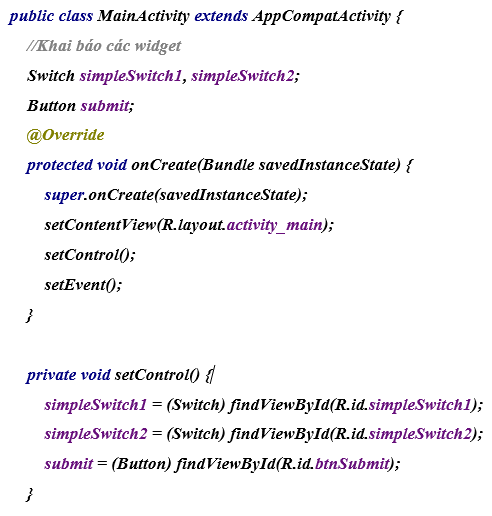 public class MainActivity extends AppCompatActivity {
//Khai báo các widget
Switch simpleSwitch1, simpleSwitch2;
Button submit;
@Override
protected void onCreate(Bundle savedInstanceState) {
super.onCreate(savedInstanceState);
setContentView(R.layout.activity_main);
setControl();
setEvent();
}
private void setControl() {
simpleSwitch1 = (Switch) findViewById(R.id.simpleSwitch1);
simpleSwitch2 = (Switch) findViewById(R.id.simpleSwitch2);
submit = (Button) findViewById(R.id.btnSubmit);
}